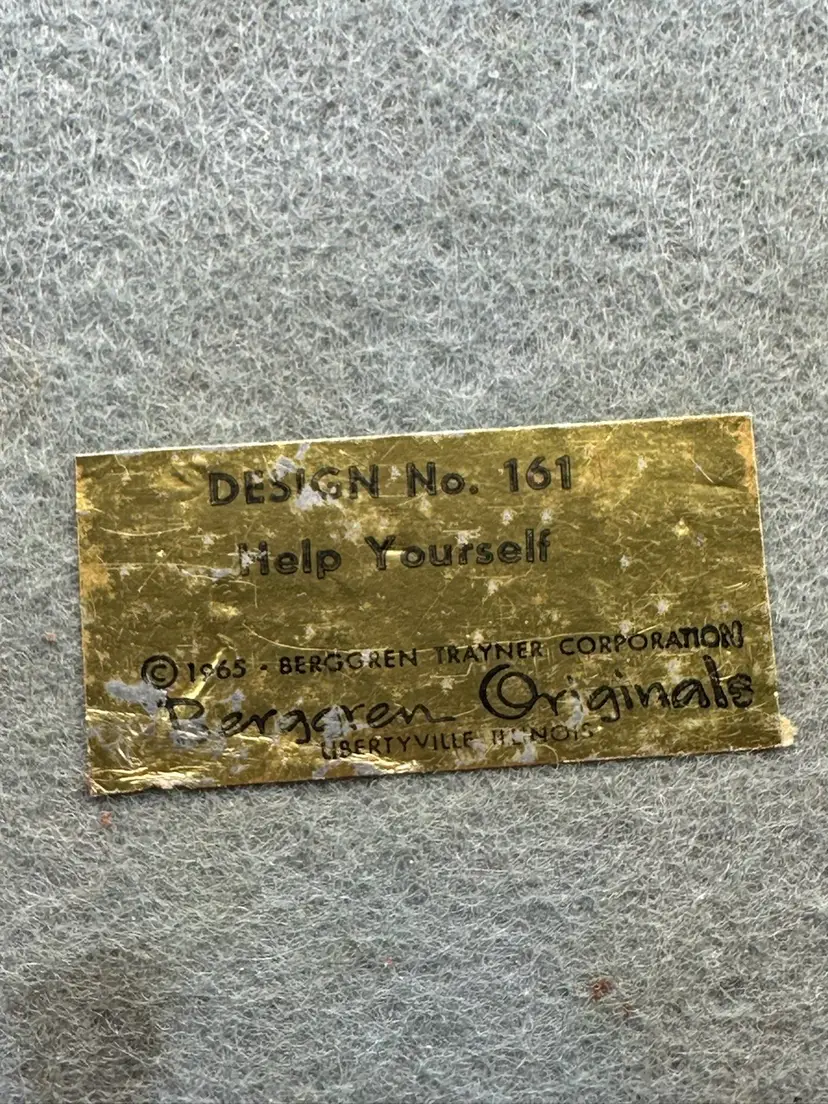 DESIGN No. 161
Help Yourself
© 1965 - BERGGREN TRAYNER CORPORATION
Berggren Originals
LIBERTYVILLE ILLINOIS